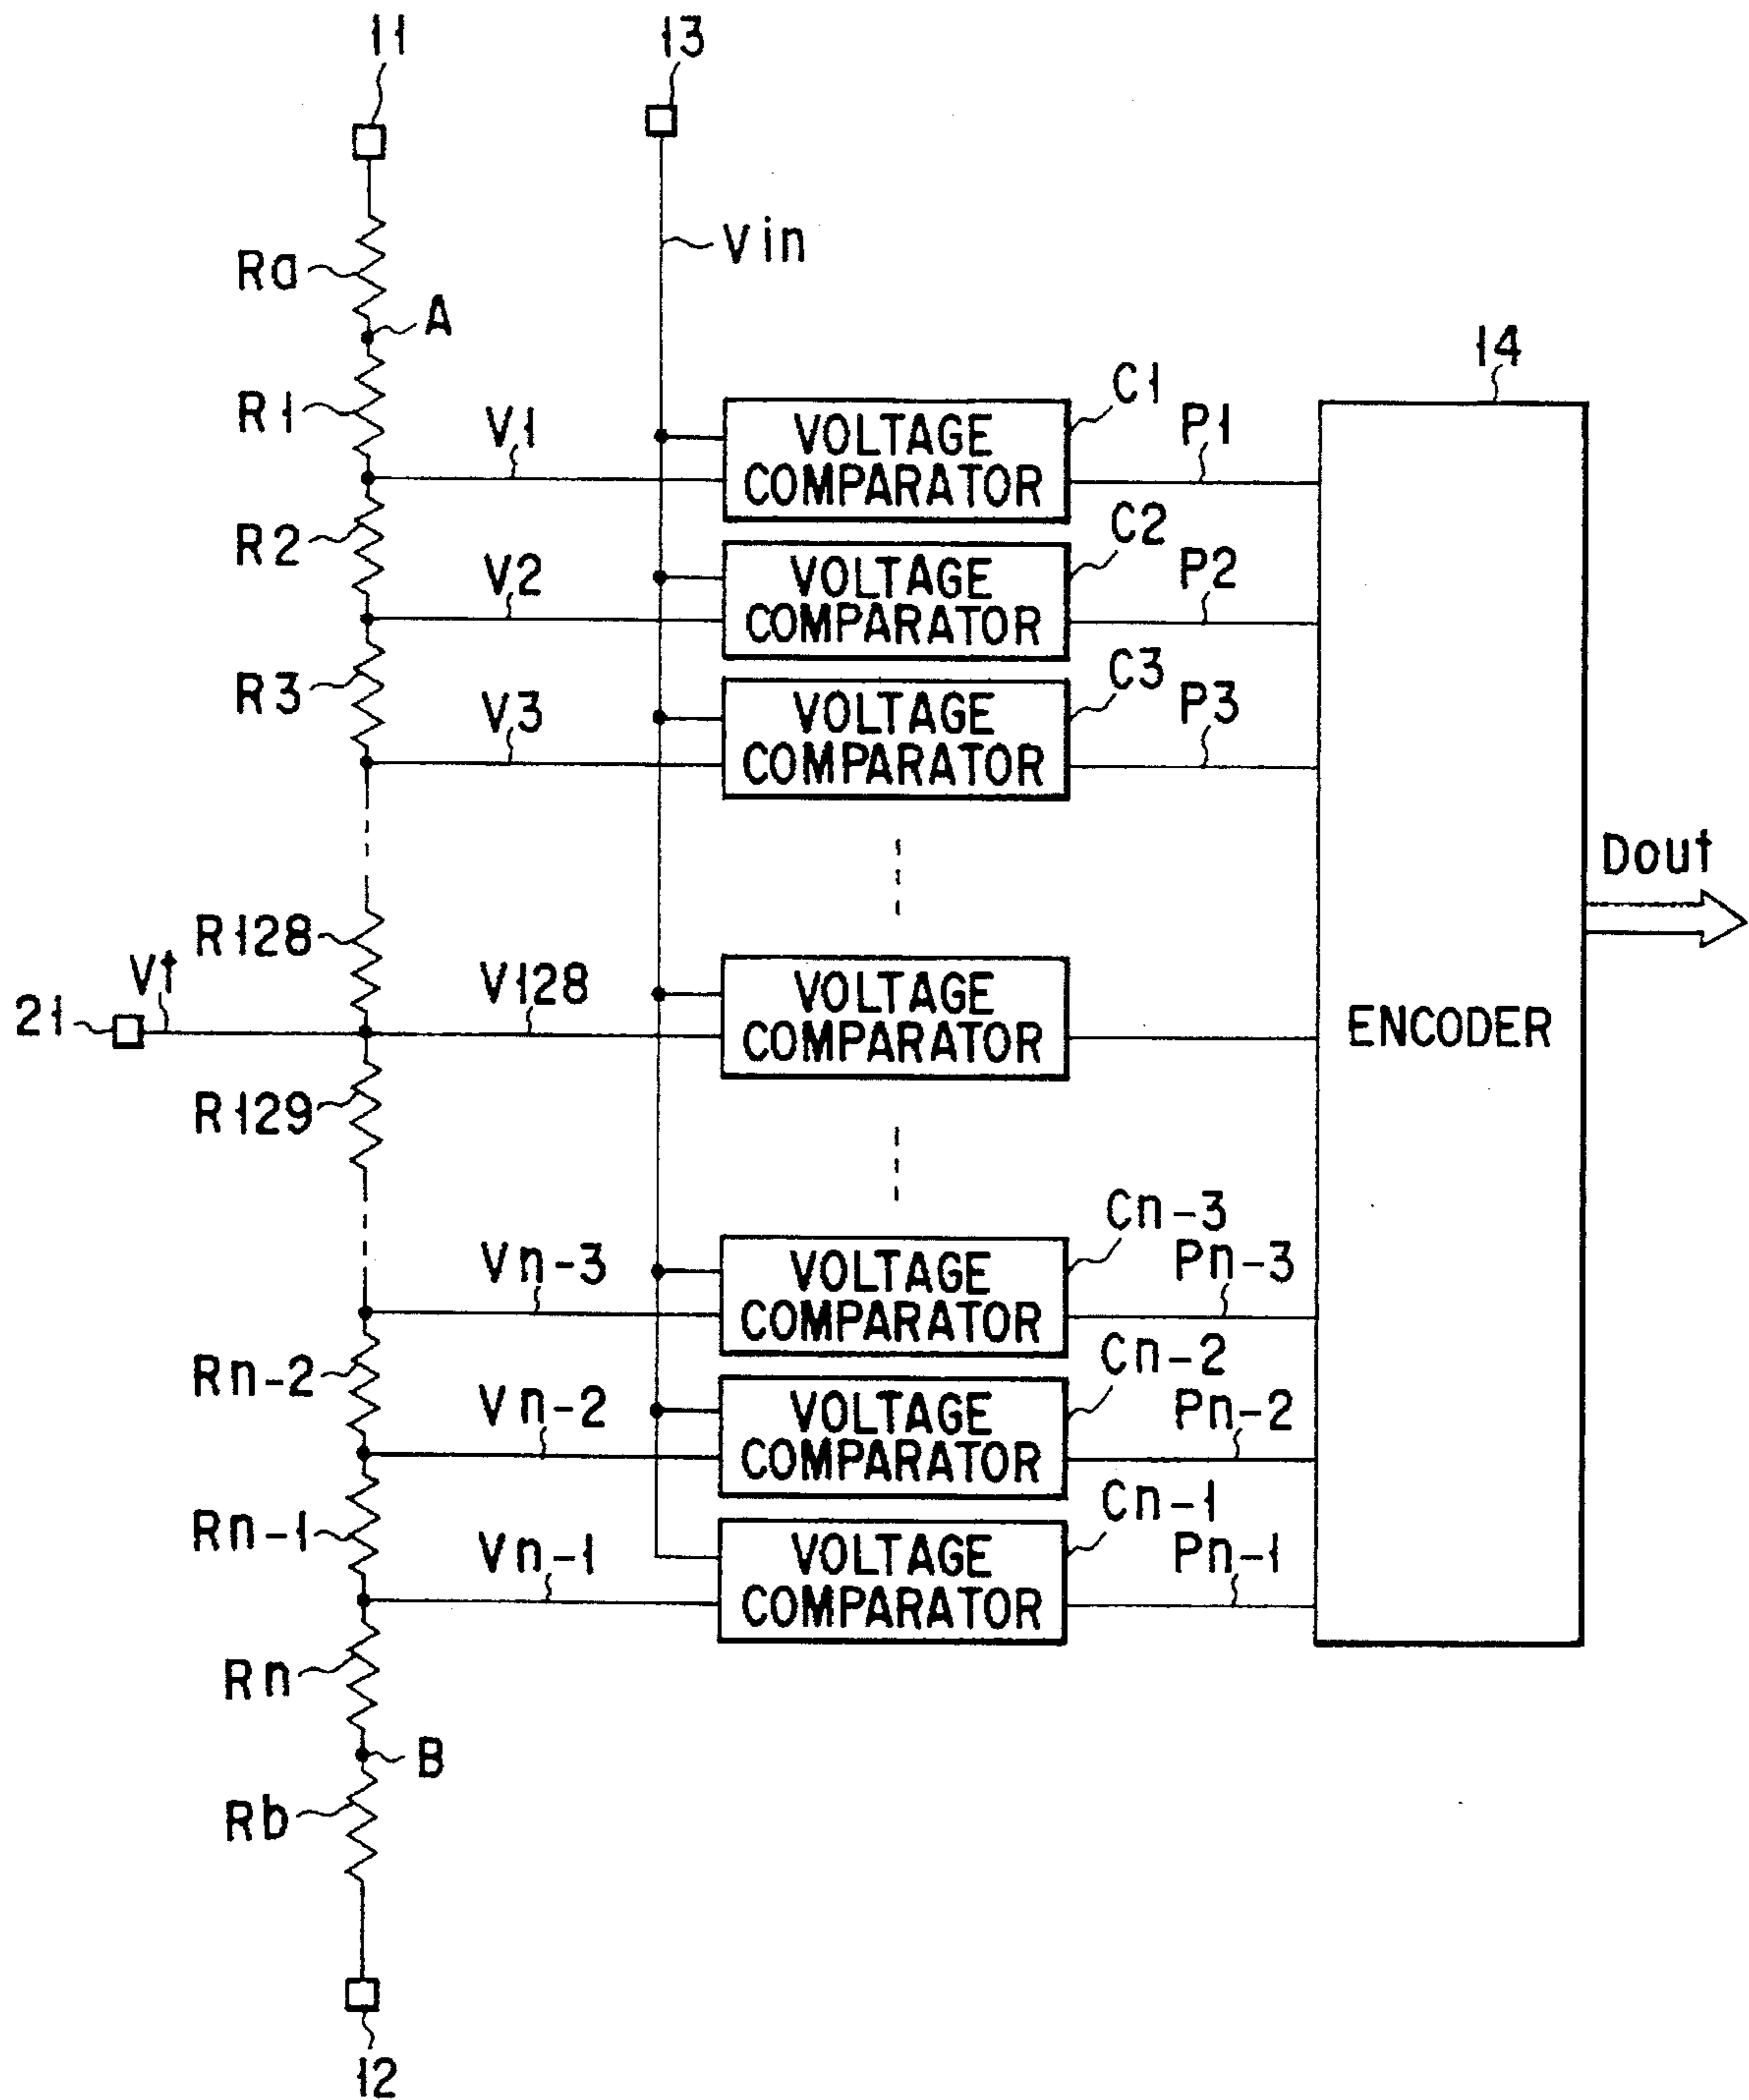 11
13
Vin
Ra
A
14
R1
V1
VOLTAGE
COMPARATOR
C1
P1
R2
V2
VOLTAGE
COMPARATOR
C2
P2
R3
V3
VOLTAGE
COMPARATOR
C3
P3
Dout
R128
Vt
21
V128
VOLTAGE
COMPARATOR
ENCODER
R129
Vn-3
VOLTAGE
COMPARATOR
Cn-3
Pn-3
Rn-2
Vn-2
VOLTAGE
COMPARATOR
Cn-2
Pn-2
Rn-1
Vn-1
VOLTAGE
COMPARATOR
Cn-1
Pn-1
Rn
B
Rb
12